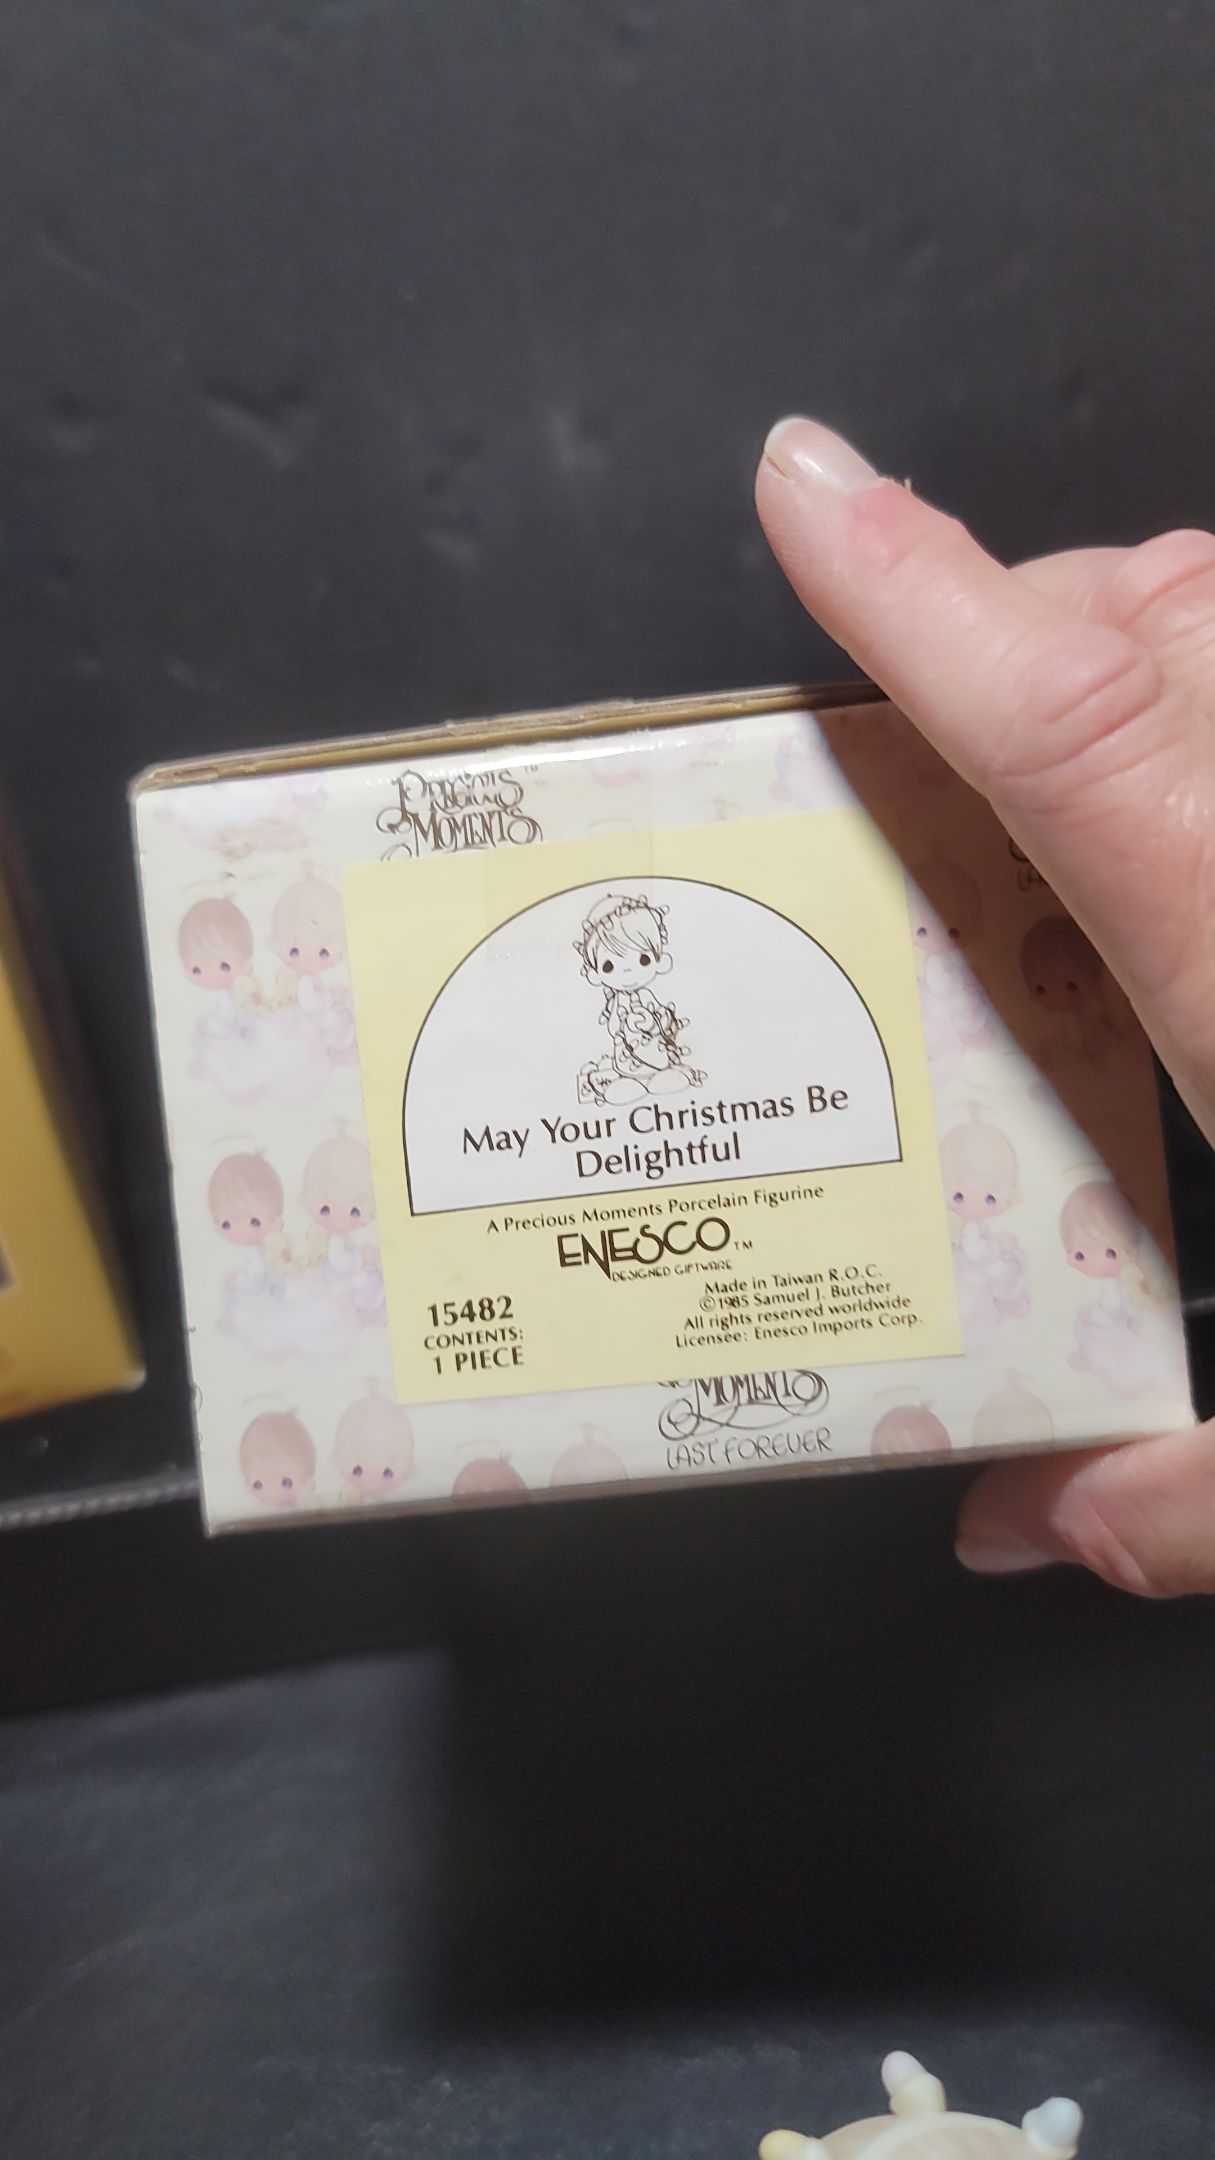 PRECIOUS
MOMENTS
May Your Christmas Be
Delightful
A Precious Moments Porcelain Figurine
ENESCO™
DESIGNED GIFTWARE
15482
CONTENTS:
1 PIECE
Made in Taiwan R.O.C.
©1985 Samuel J. Butcher
All rights reserved worldwide
Licensee: Enesco Imports Corp.
MOMENTS
LAST FOREVER